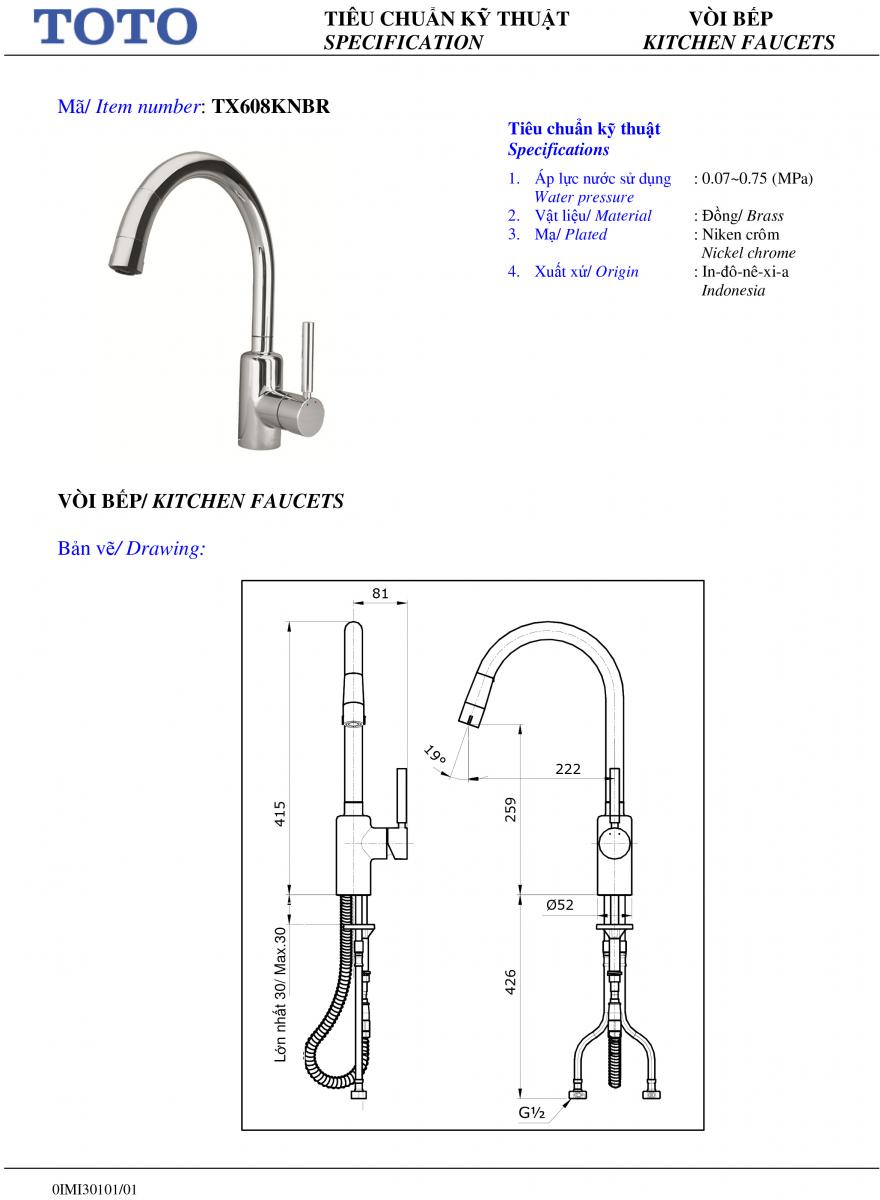 TOTO
TIÊU CHUẨN KỸ THUẬT
SPECIFICATION
VÒI BẾP
KITCHEN FAUCETS
Mã/ Item number: TX608KNBR
Tiêu chuẩn kỹ thuật
Specifications
1. Áp lực nước sử dụng : 0.07~0.75 (MPa)
Water pressure
2. Vật liệu/ Material : Đồng/ Brass
3. Mạ/ Plated : Niken crôm
Nickel chrome
4. Xuất xứ/ Origin : In-đô-nê-xi-a
Indonesia
VÒI BẾP/ KITCHEN FAUCETS
Bản vẽ/ Drawing:
81
415
Lớn nhất 30/ Max.30
19°
222
259
Ø52
426
G½
0IMI30101/01